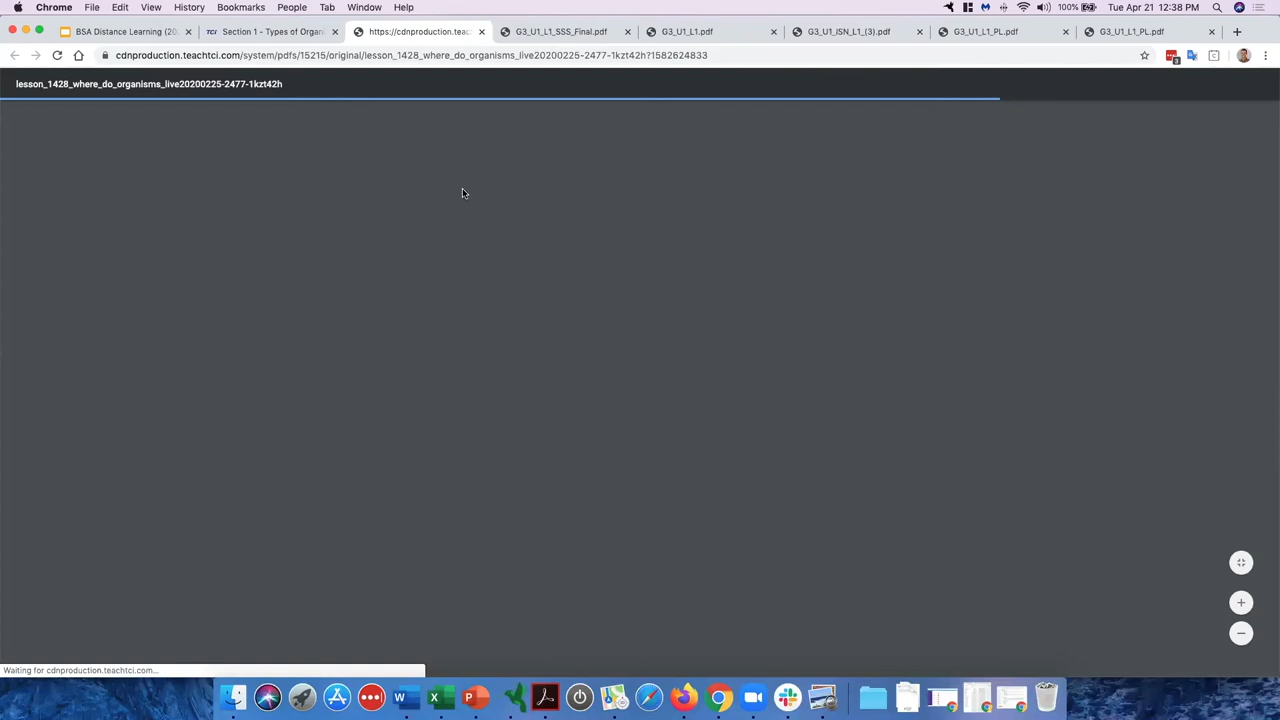 Chrome File Edit View History Bookmarks People Tab Window Help 100% Tue Apr 21 12:38 PM
BSA Distance Learning (20 TCI Section 1 - Types of Organi https://cdnproduction.teachtci G3_U1_L1_SSS_Final.pdf G3_U1_L1.pdf G3_U1_ISN_L1_(3).pdf G3_U1_L1_PL.pdf G3_U1_L1_PL.pdf
cdnproduction.teachtci.com/system/pdfs/15215/original/lesson_1428_where_do_organisms_live20200225-2477-1kzt42h?1582624833
lesson_1428_where_do_organisms_live20200225-2477-1kzt42h
Waiting for cdnproduction.teachtci.com...